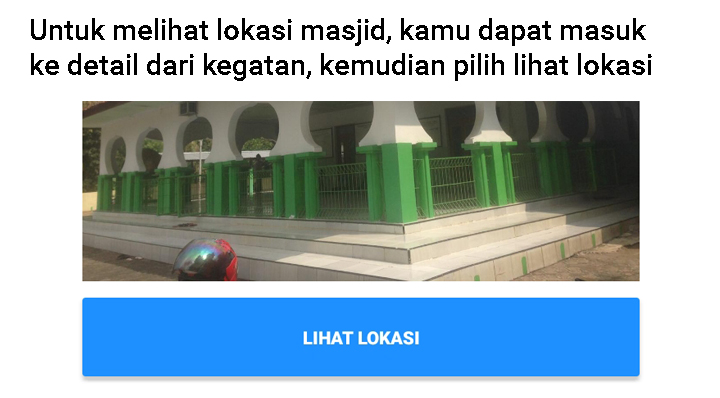 Untuk melihat lokasi masjid, kamu dapat masuk
ke detail dari kegatan, kemudian pilih lihat lokasi
LIHAT LOKASI